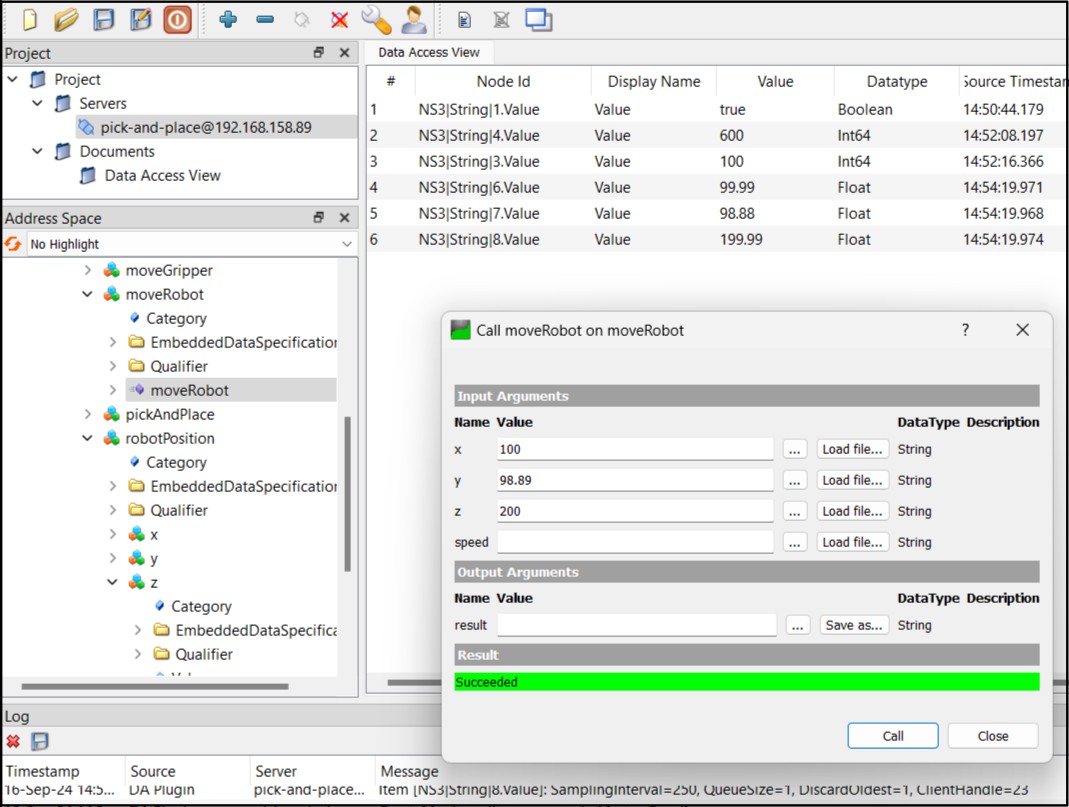 Project
Project
Servers
pick-and-place@192.168.158.89
Documents
Data Access View
Address Space
No Highlight
moveGripper
moveRobot
Category
EmbeddedDataSpecification
Qualifier
moveRobot
pickAndPlace
robotPosition
Category
EmbeddedDataSpecification
Qualifier
x
y
z
Category
EmbeddedDataSpecifica
Qualifier
Data Access View
# Node Id Display Name Value Datatype Source Timestar
1 NS3|String|1.Value Value true Boolean 14:50:44.179
2 NS3|String|4.Value Value 600 Int64 14:52:08.197
3 NS3|String|3.Value Value 100 Int64 14:52:16.366
4 NS3|String|6.Value Value 99.99 Float 14:54:19.971
5 NS3|String|7.Value Value 98.88 Float 14:54:19.968
6 NS3|String|8.Value Value 199.99 Float 14:54:19.974
Call moveRobot on moveRobot ?
Input Arguments
Name Value DataType Description
x 100 ... Load file... String
y 98.89 ... Load file... String
z 200 ... Load file... String
speed ... Load file... String
Output Arguments
Name Value DataType Description
result ... Save as... String
Result
Succeeded
Call Close
Log
Timestamp Source Server Message
16-Sep-24 14:5... DA Plugin pick-and-place... Item [NS3|String|8.Value]: SamplingInterval=250, QueueSize=1, DiscardOldest=1, ClientHandle=23